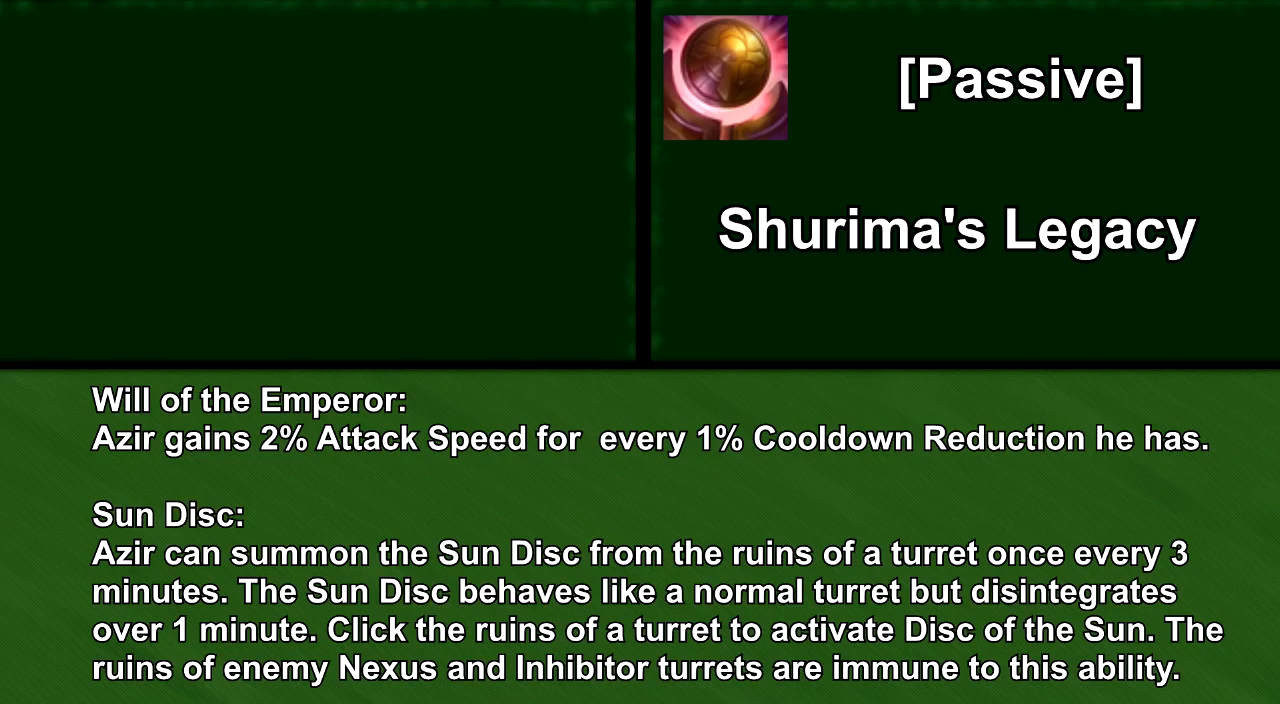 [Passive]
Shurima's Legacy
Will of the Emperor:
Azir gains 2% Attack Speed for  every 1% Cooldown Reduction he has.
Sun Disc:
Azir can summon the Sun Disc from the ruins of a turret once every 3
minutes. The Sun Disc behaves like a normal turret but disintegrates
over 1 minute. Click the ruins of a turret to activate Disc of the Sun. The
ruins of enemy Nexus and Inhibitor turrets are immune to this ability.